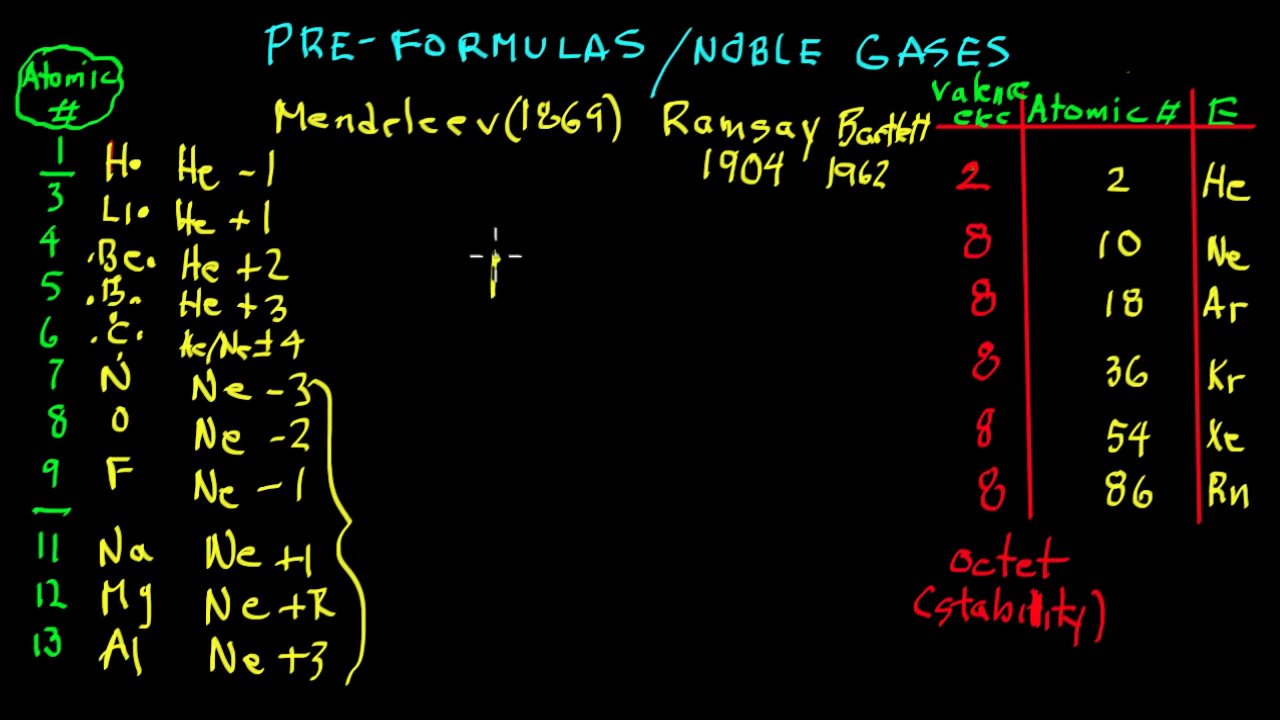 PRE-FORMULAS / NOBLE GASES
Atomic #
Mendeleev (1869) Ramsay 1904 Bartlett 1962
1 H. He - 1
3 Li. He + 1
4 .Be. He + 2
5 .B. He + 3
6 .C. He/Ne ± 4
7 N Ne - 3
8 O Ne - 2
9 F Ne - 1
11 Na Ne +1
12 Mg Ne +2
13 Al Ne +3
Valence Atomic # E
2 2 He
8 10 Ne
8 18 Ar
8 36 Kr
8 54 Xe
8 86 Rn
octet
(stability)